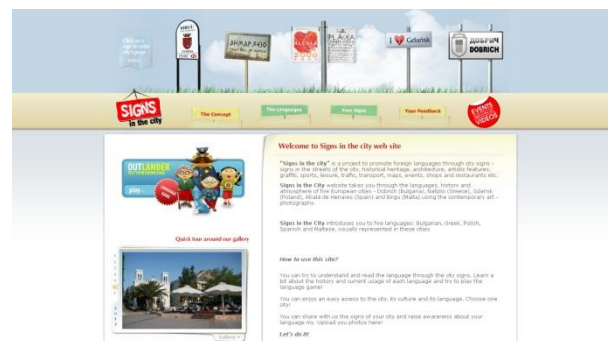 ΔΗΜΑΡΧΕΙΟ
ALCALA
2000
PLACEA
I Gdańsk
ДОБРИЧ
DOBRICH
SIGNS
in the city
The Concept
The Languages
Your Signs
Your Feedback
EVENTS
VIDEOS
OUTLANDER
play
Quick tour around our gallery
Gallery
Welcome to Signs in the city web site
"Signs in the city" is a project to promote foreign languages through city signs -
signs in the streets of the city, historical heritage, architecture, artistic features,
graffiti, sports, leisure, traffic, transport, maps, events, shops and restaurants etc.
Signs in the City website takes you through the languages, history and
atmosphere of five European cities - Dobrich (Bulgaria), Nafplio (Greece), Gdansk
(Poland), Alcalá de Henares (Spain) and Birgu (Malta) using the contemporary art -
photography.
Signs in the City introduces you to five languages: Bulgarian, Greek, Polish,
Spanish and Maltese, visually represented in these cities
How to use this site?
You can try to understand and read the language through the city signs. Learn a
bit about the history and current usage of each language and try to play the
language game!
You can enjoy an easy access to the city, its culture and its language. Choose one
city!
You can share with us the signs of your city and raise awareness about your
language my. Upload you photos here!
Let's do it!